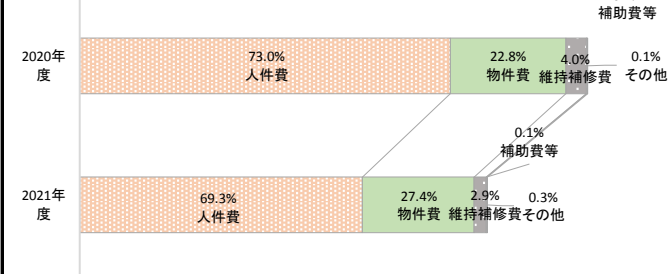 補助費等
2020年
度
73.0%
人件費
22.8%
物件費
4.0%
維持補修費
0.1%
その他
0.1%
補助費等
2021年
度
69.3%
人件費
27.4%
物件費
2.9%
維持補修費
0.3%
その他